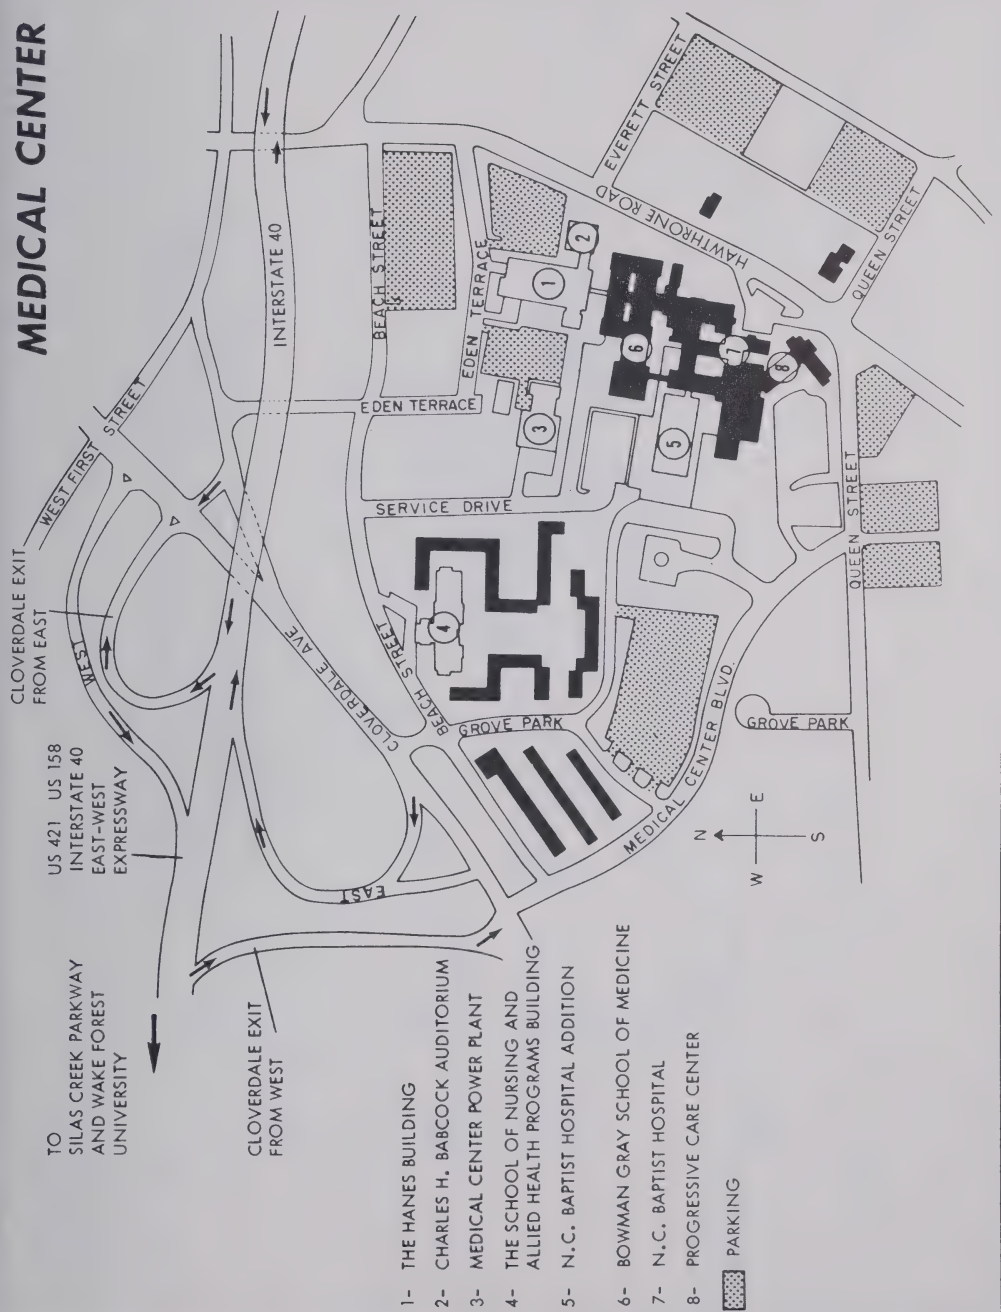 MEDICAL CENTER
TO
SILAS CREEK PARKWAY
AND WAKE FOREST
UNIVERSITY
US 421 US 158
INTERSTATE 40
EAST-WEST
EXPRESSWAY
CLOVERDALE EXIT
FROM EAST
CLOVERDALE EXIT
FROM WEST
WEST
WEST FIRST STREET
INTERSTATE 40
EAST
CLOVERDALE AVE.
BEACH STREET
BEACH STREET
EDEN TERRACE
EDEN TERRACE
SERVICE DRIVE
GROVE PARK
HAWTHRONE ROAD
EVERETT STREET
QUEEN STREET
QUEEN STREET
MEDICAL CENTER BLVD.
GROVE PARK
1
2
3
4
5
6
7
8
N
W E
S
1- THE HANES BUILDING
2- CHARLES H. BABCOCK AUDITORIUM
3- MEDICAL CENTER POWER PLANT
4- THE SCHOOL OF NURSING AND
ALLIED HEALTH PROGRAMS BUILDING
5- N.C. BAPTIST HOSPITAL ADDITION
6- BOWMAN GRAY SCHOOL OF MEDICINE
7- N.C. BAPTIST HOSPITAL
8- PROGRESSIVE CARE CENTER
PARKING